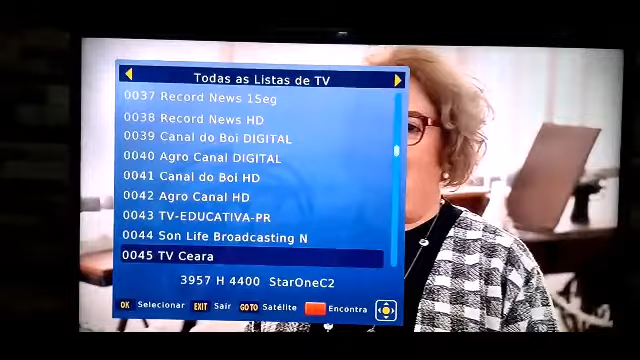 Todas as Listas de TV
0037 Record News 1Seg
0038 Record News HD
0039 Canal do Boi DIGITAL
0040 Agro Canal DIGITAL
0041 Canal do Boi HD
0042 Agro Canal HD
0043 TV-EDUCATIVA-PR
0044 Son Life Broadcasting N
0045 TV Ceara
3957 H 4400 StarOneC2
OK Selecionar EXIT Sair GOTO Satélite Encontra